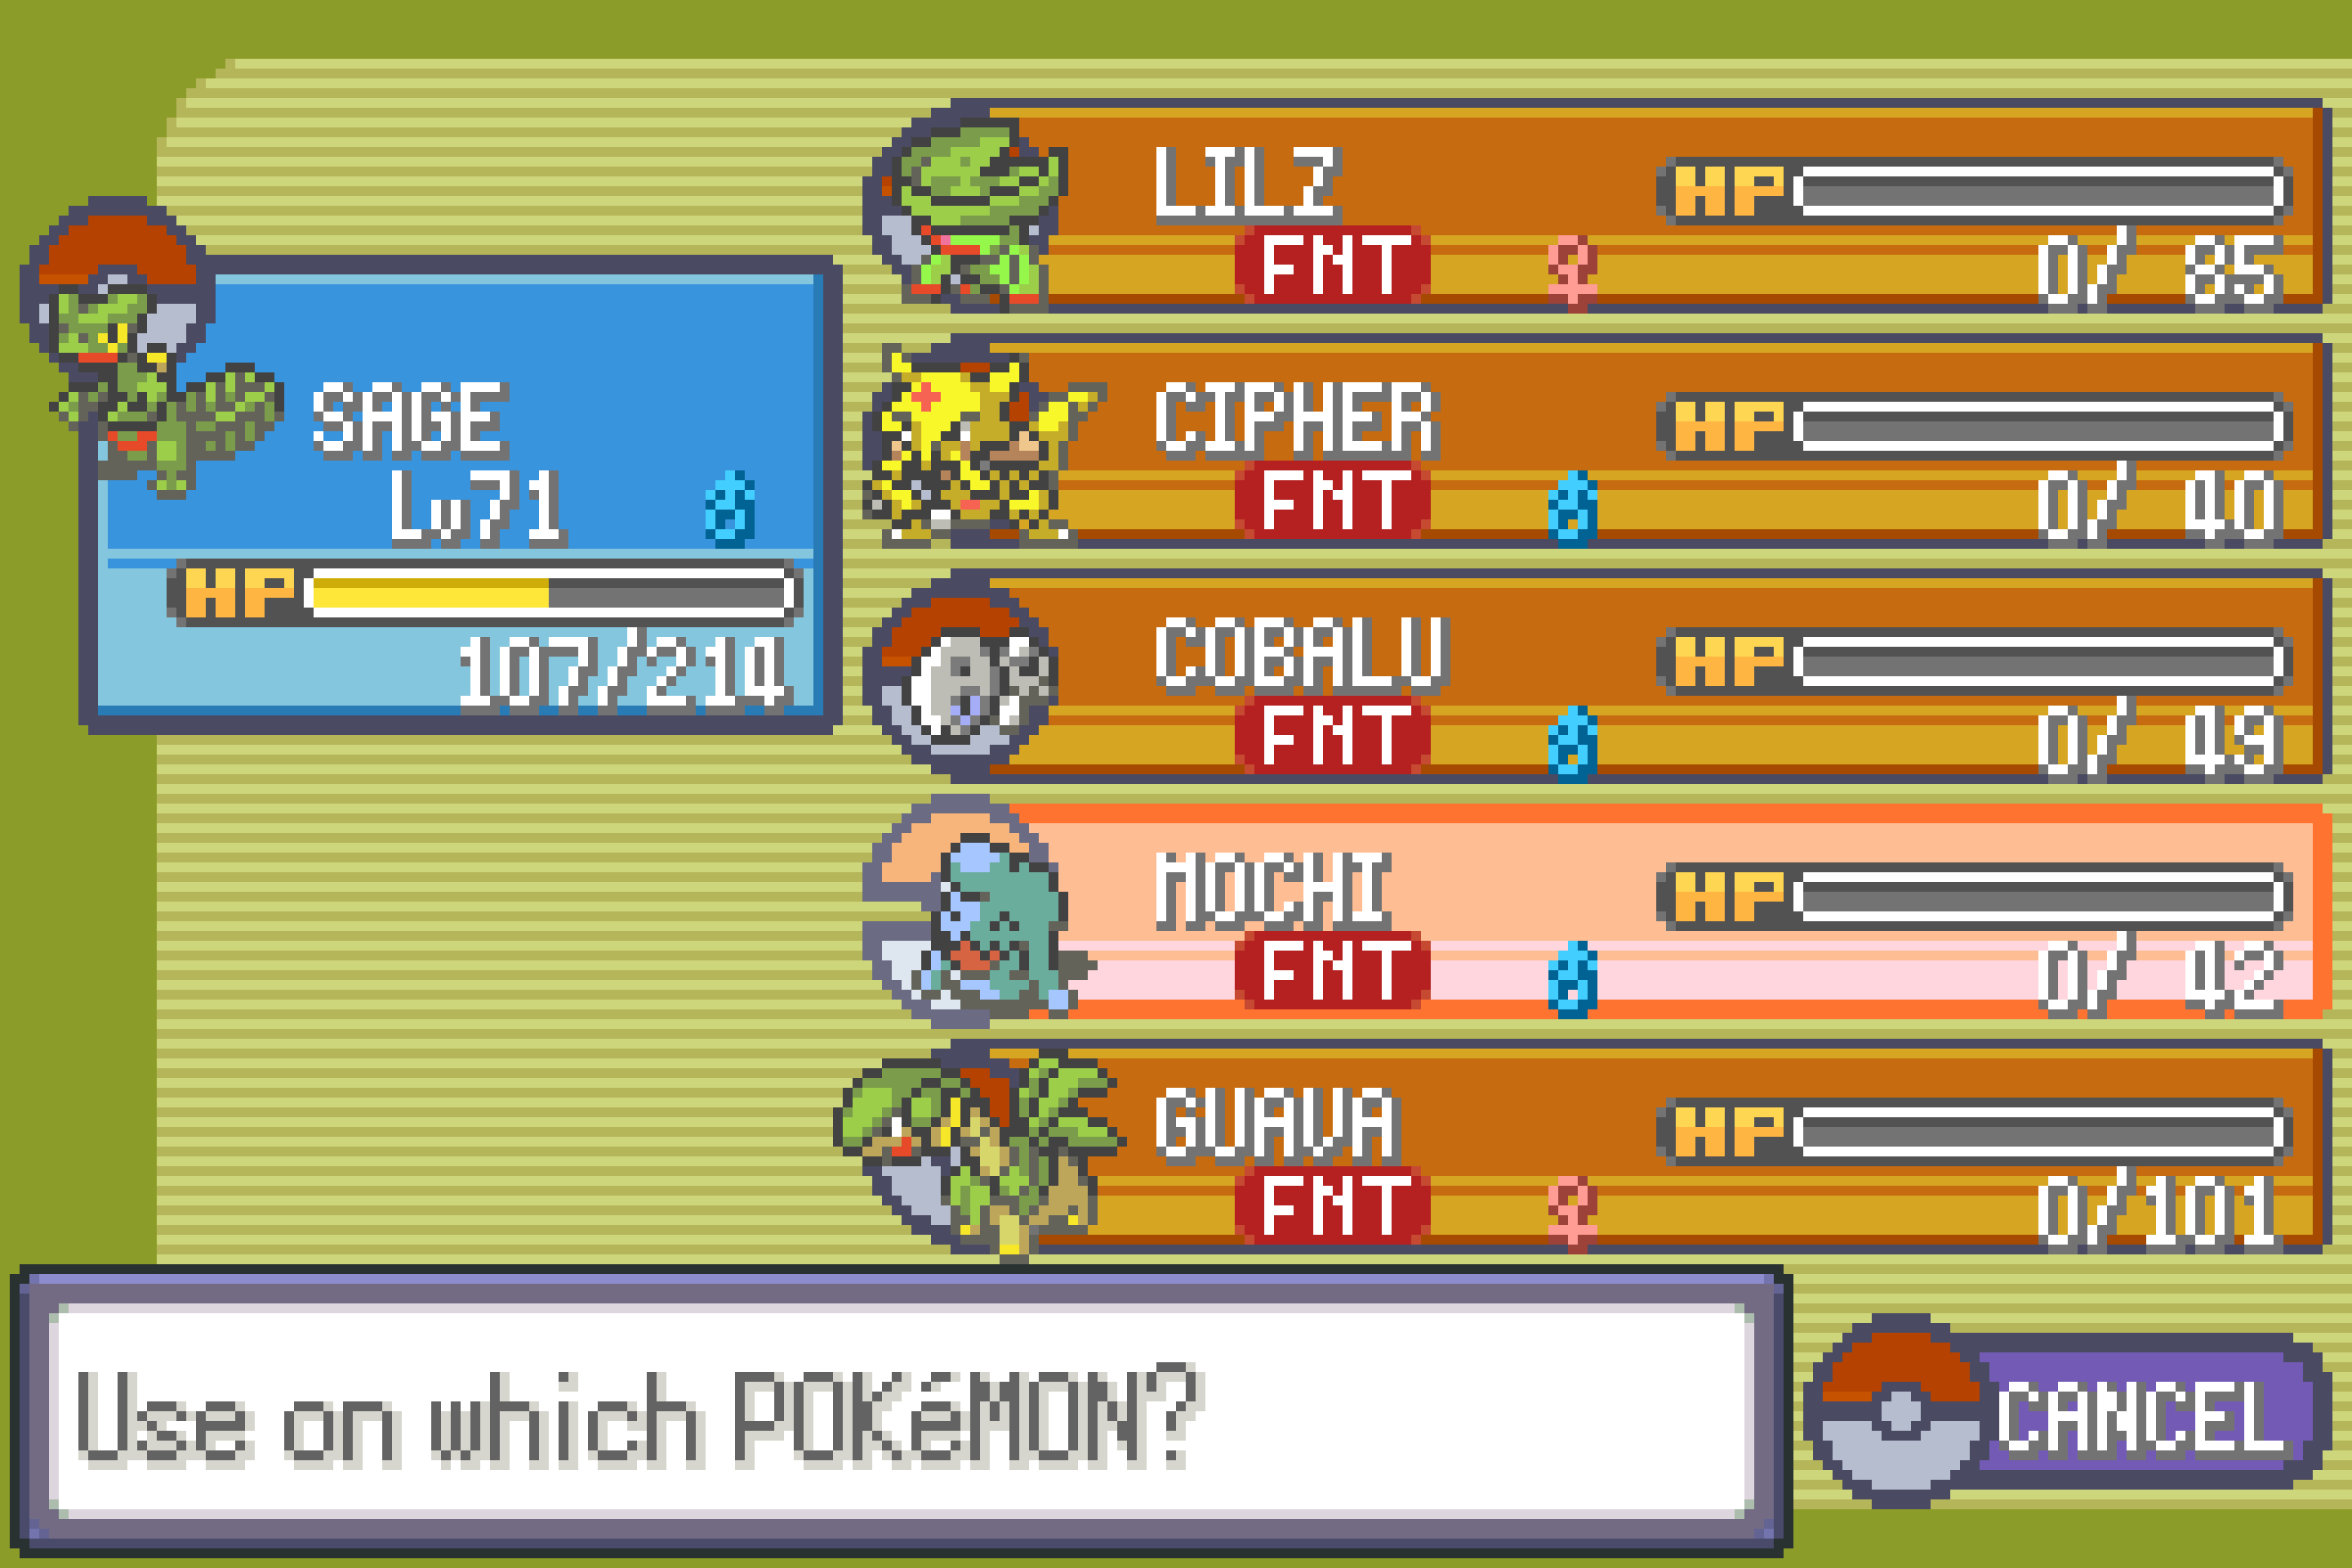 SAGE
Lv71 ♂
HP
107/214
LILZ
HP
FNT ♀ 0/ 85
CIPHER
HP
FNT ♂ 0/ 40
COBALU
HP
FNT ♂ 0/ 49
MOCHI
HP
FNT ♂ 0/ 42
GUAVA
HP
FNT ♀ 0/101
Use on which POKéMON?
CANCEL